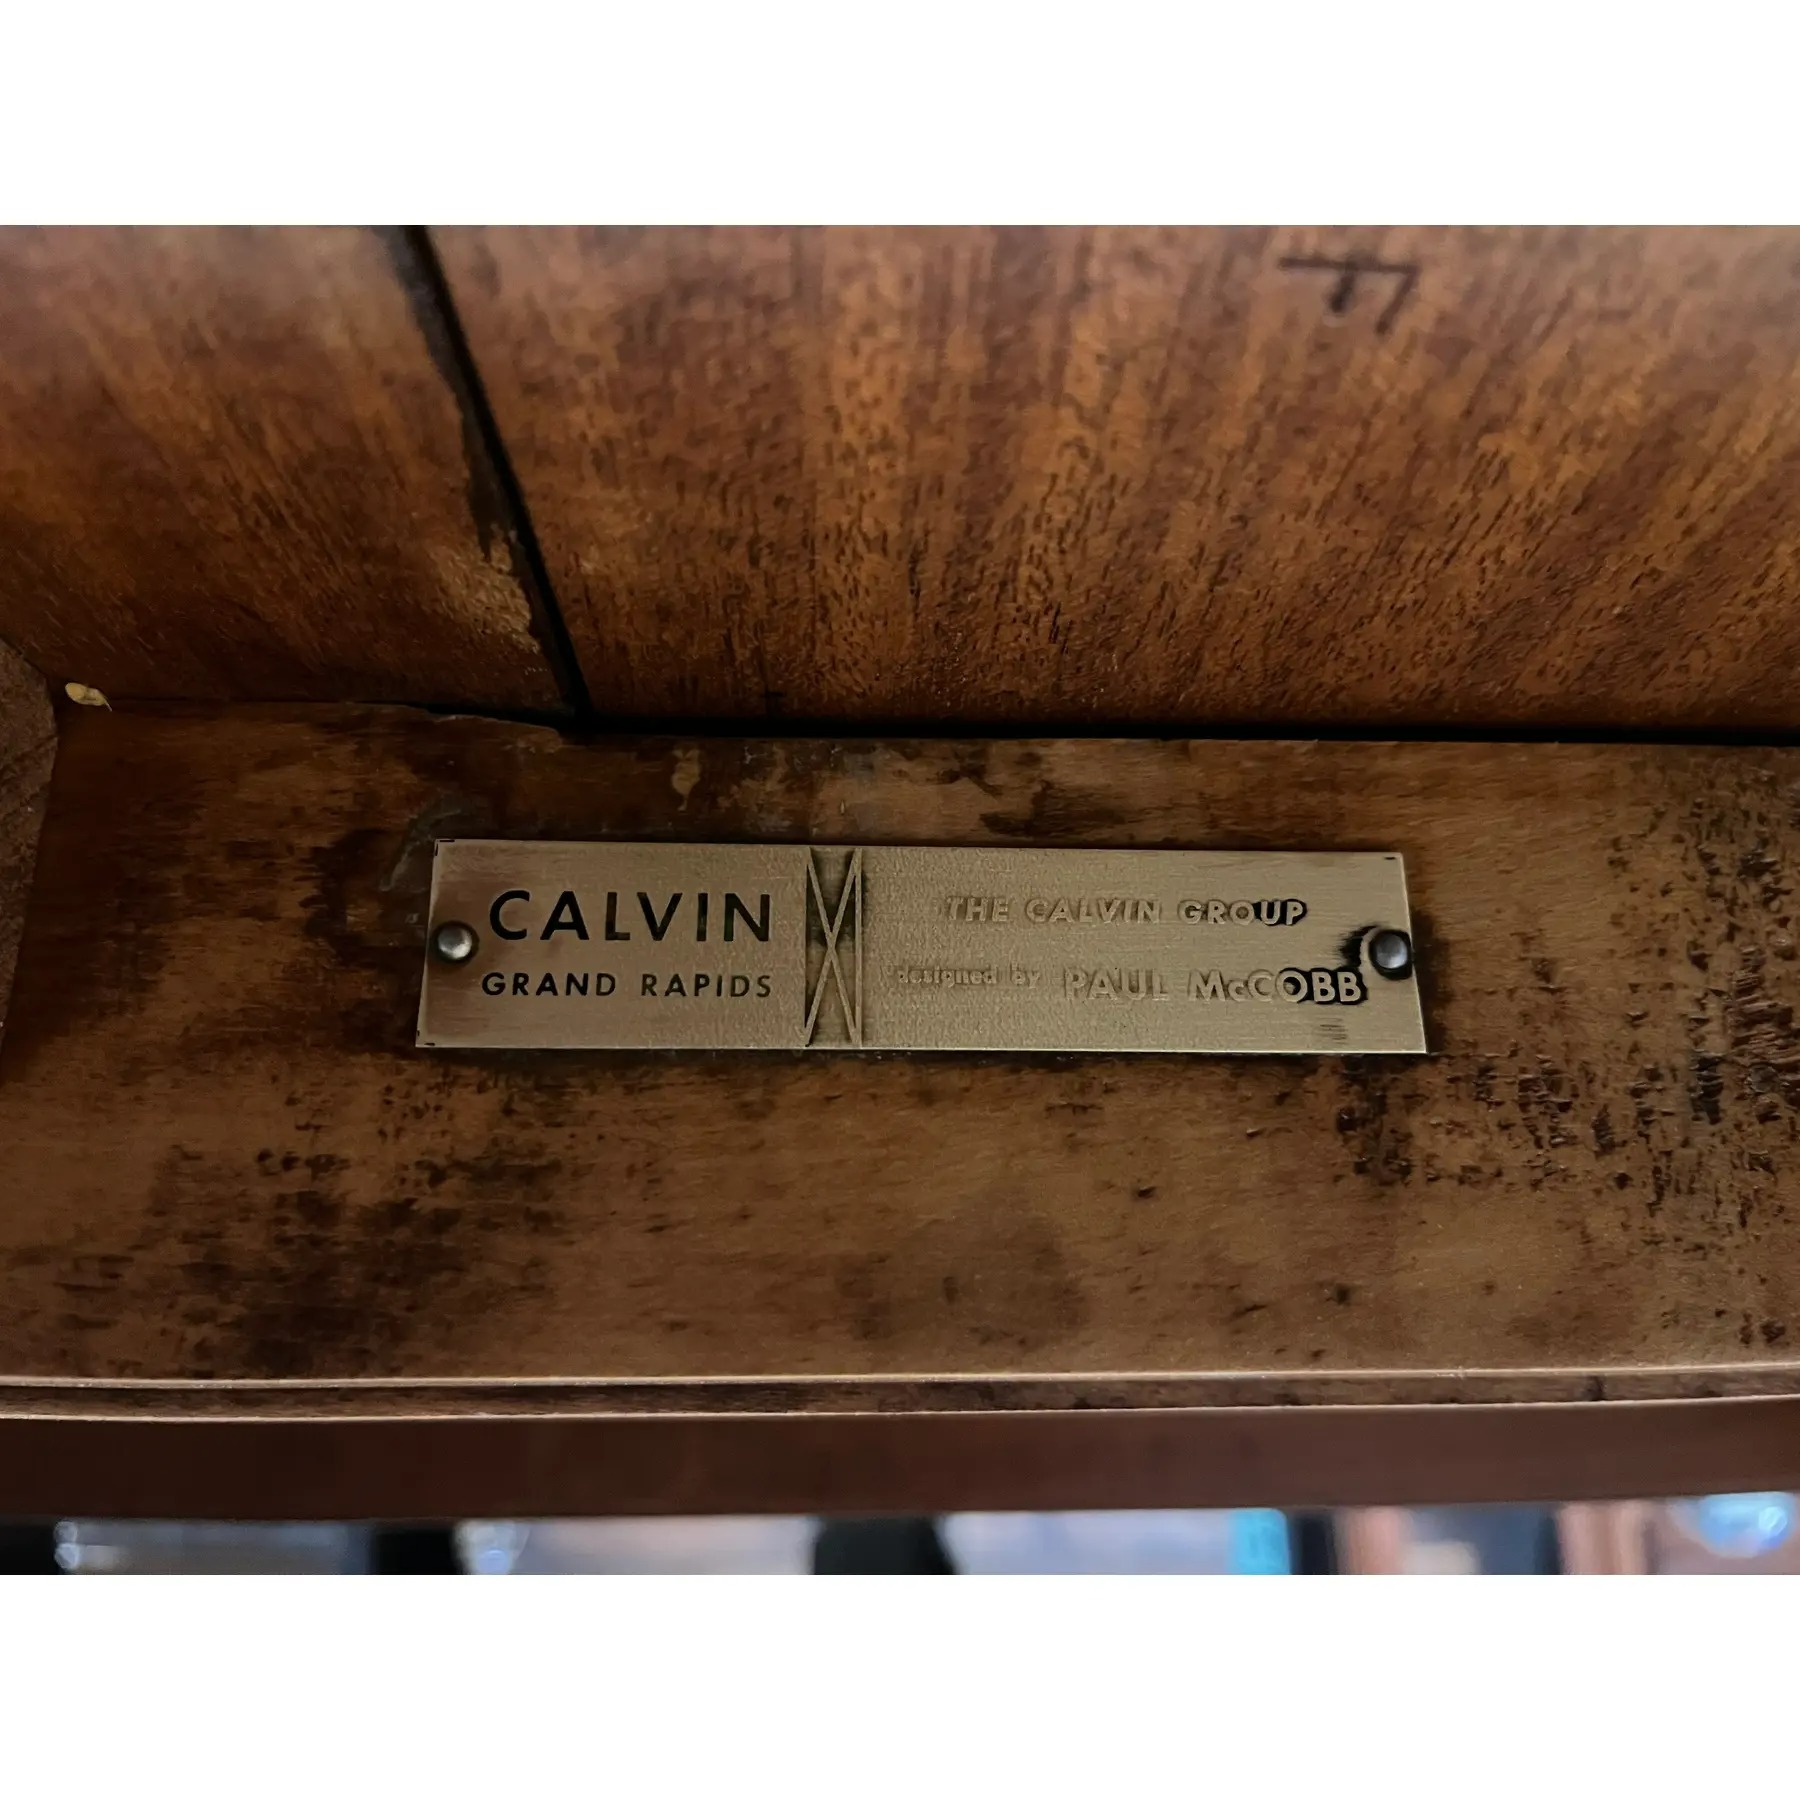 CALVIN
GRAND RAPIDS
THE CALVIN GROUP
designed by PAUL McCOBB